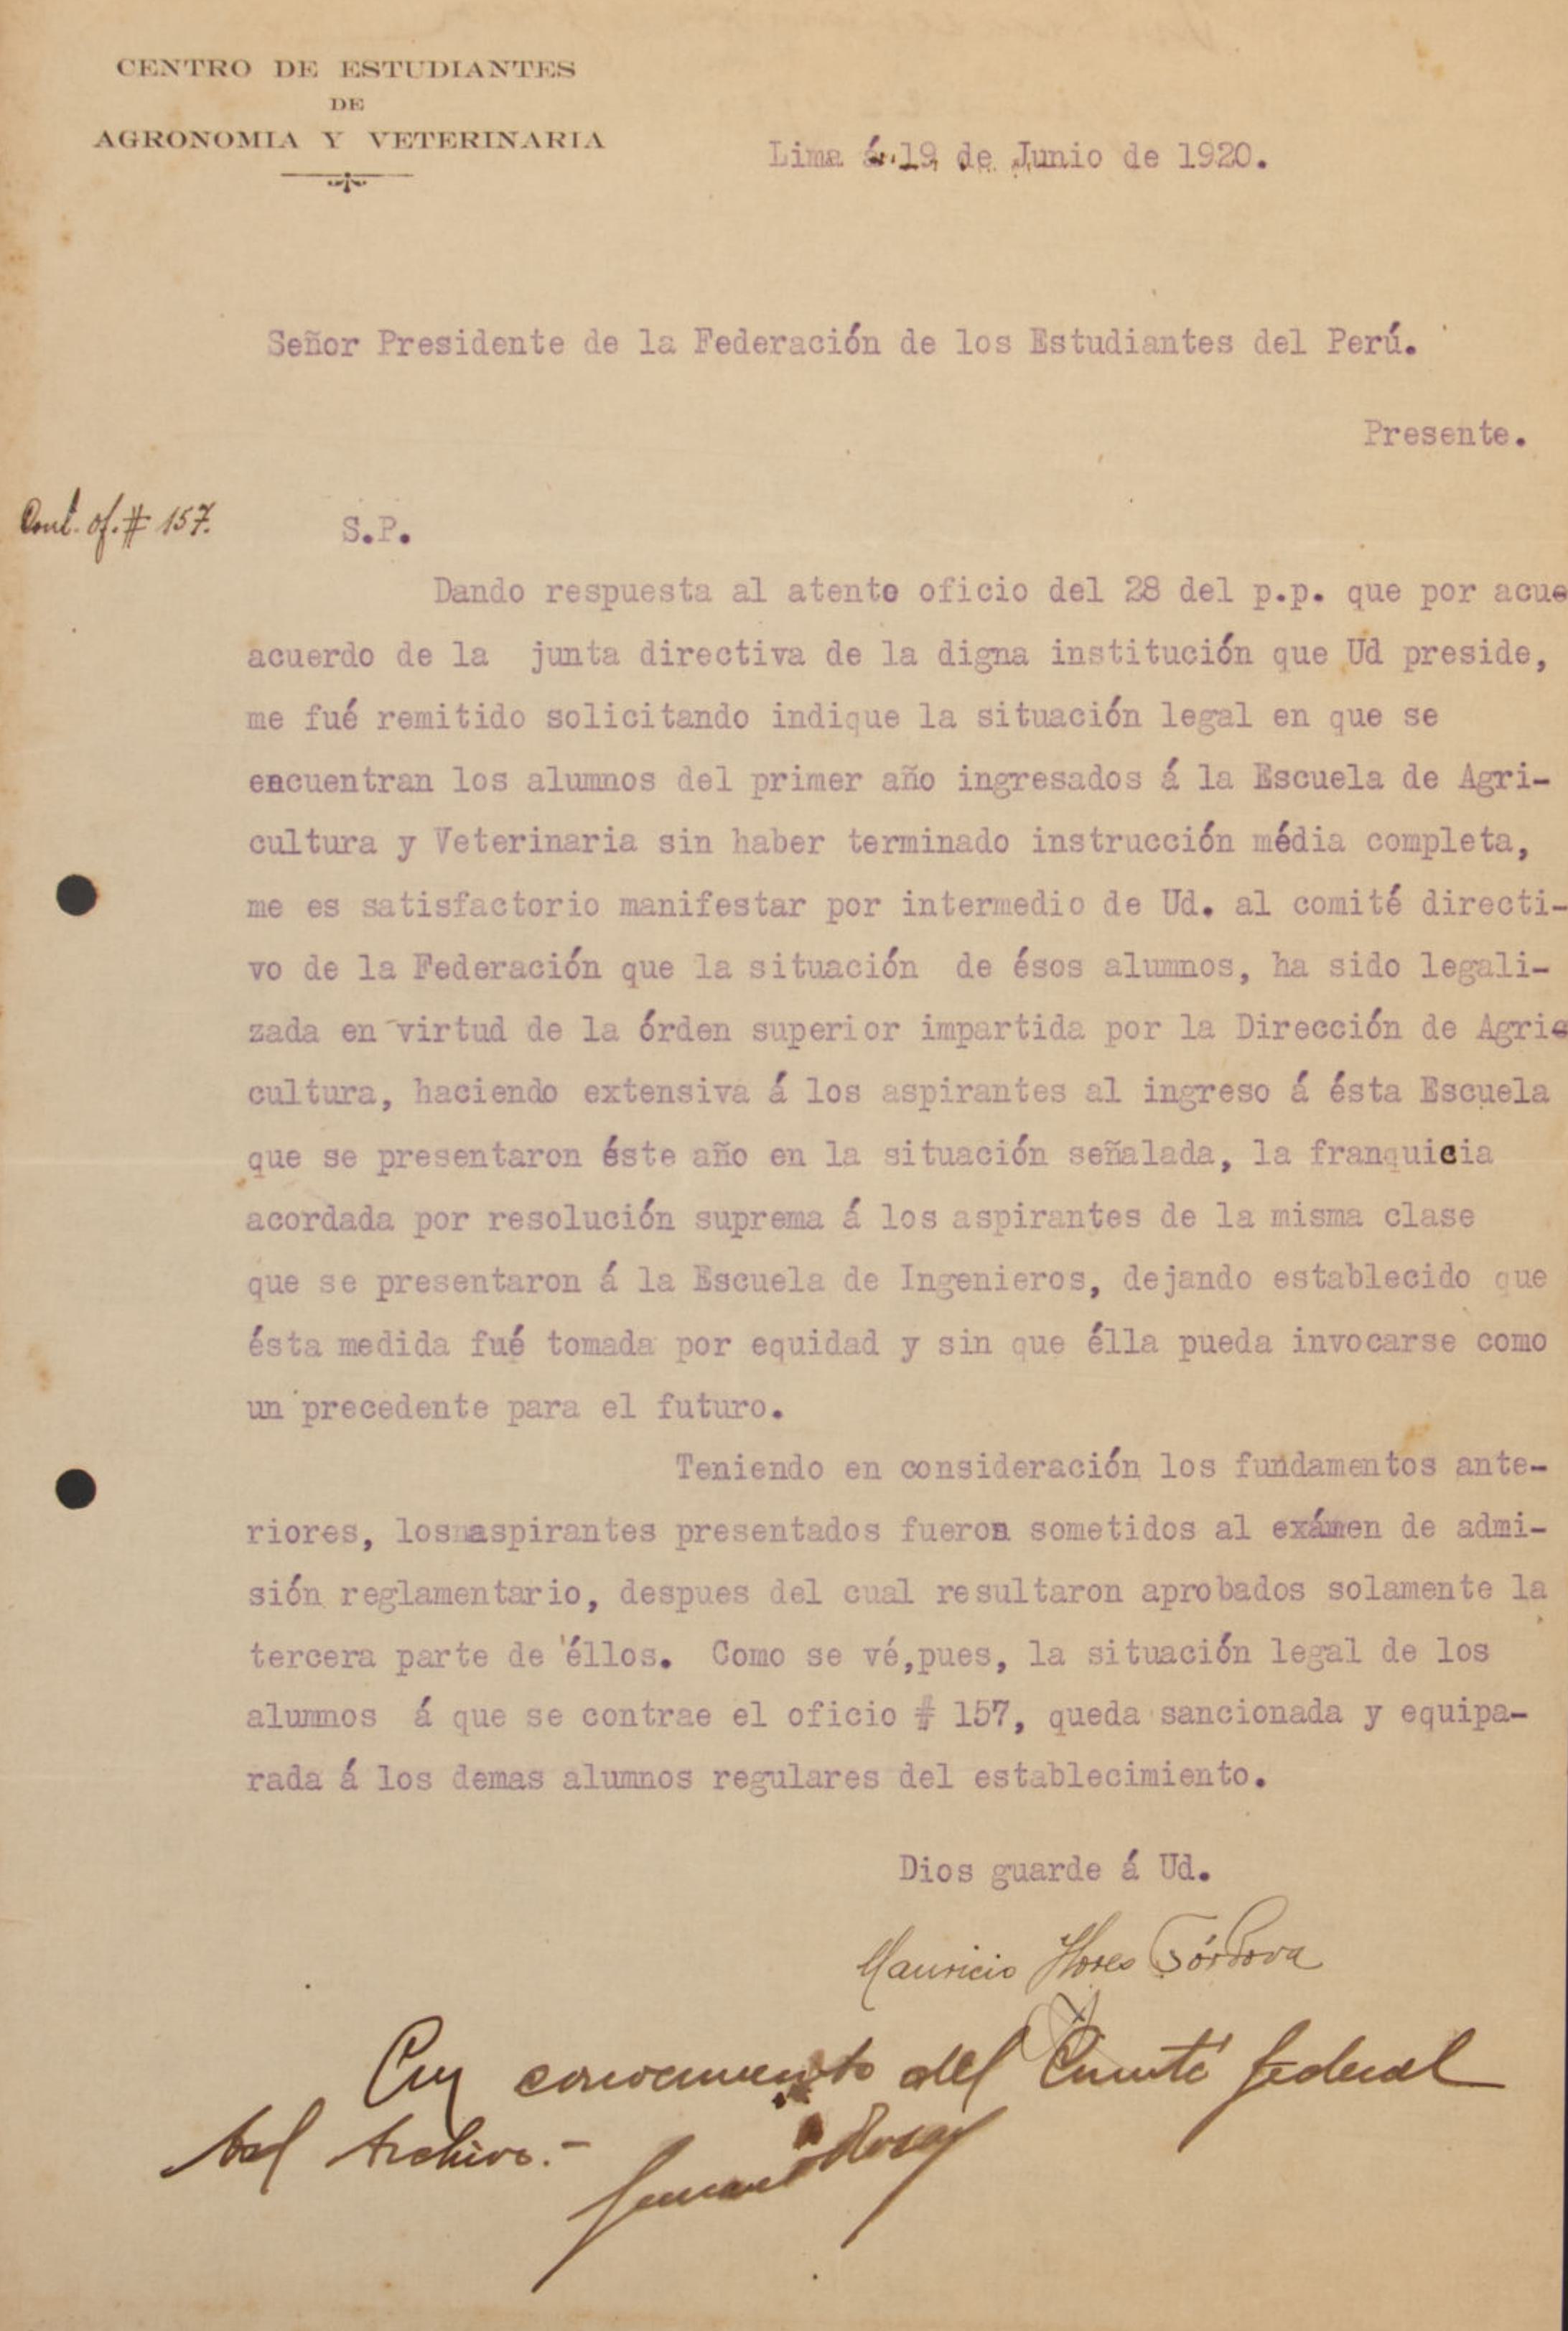 CENTRO DE ESTUDIANTES
DE
AGRONOMIA Y VETERINARIA
Lima á 19 de Junio de 1920.
Señor Presidente de la Federación de los Estudiantes del Perú.
Presente.
Cont. of. # 157.
S.P.
Dando respuesta al atento oficio del 28 del p.p. que por acue
acuerdo de la junta directiva de la digna institución que Ud preside,
me fué remitido solicitando indique la situación legal en que se
encuentran los alumnos del primer año ingresados á la Escuela de Agri-
cultura y Veterinaria sin haber terminado instrucción média completa,
me es satisfactorio manifestar por intermedio de Ud. al comité directi-
vo de la Federación que la situación de ésos alumnos, ha sido legali-
zada en virtud de la órden superior impartida por la Dirección de Agric
cultura, haciendo extensiva á los aspirantes al ingreso á ésta Escuela
que se presentaron éste año en la situación señalada, la franquicia
acordada por resolución suprema á los aspirantes de la misma clase
que se presentaron á la Escuela de Ingenieros, dejando establecido que
ésta medida fué tomada por equidad y sin que élla pueda invocarse como
un precedente para el futuro.
Teniendo en consideración los fundamentos ante-
riores, los aspirantes presentados fueron sometidos al exámen de admi-
sión reglamentario, despues del cual resultaron aprobados solamente la
tercera parte de éllos. Como se vé,pues, la situación legal de los
alumnos á que se contrae el oficio # 157, queda sancionada y equipa-
rada á los demas alumnos regulares del establecimiento.
Dios guarde á Ud.
Mauricio Flores Córdova
conocimiento del Comité federal
Al Archivo.-